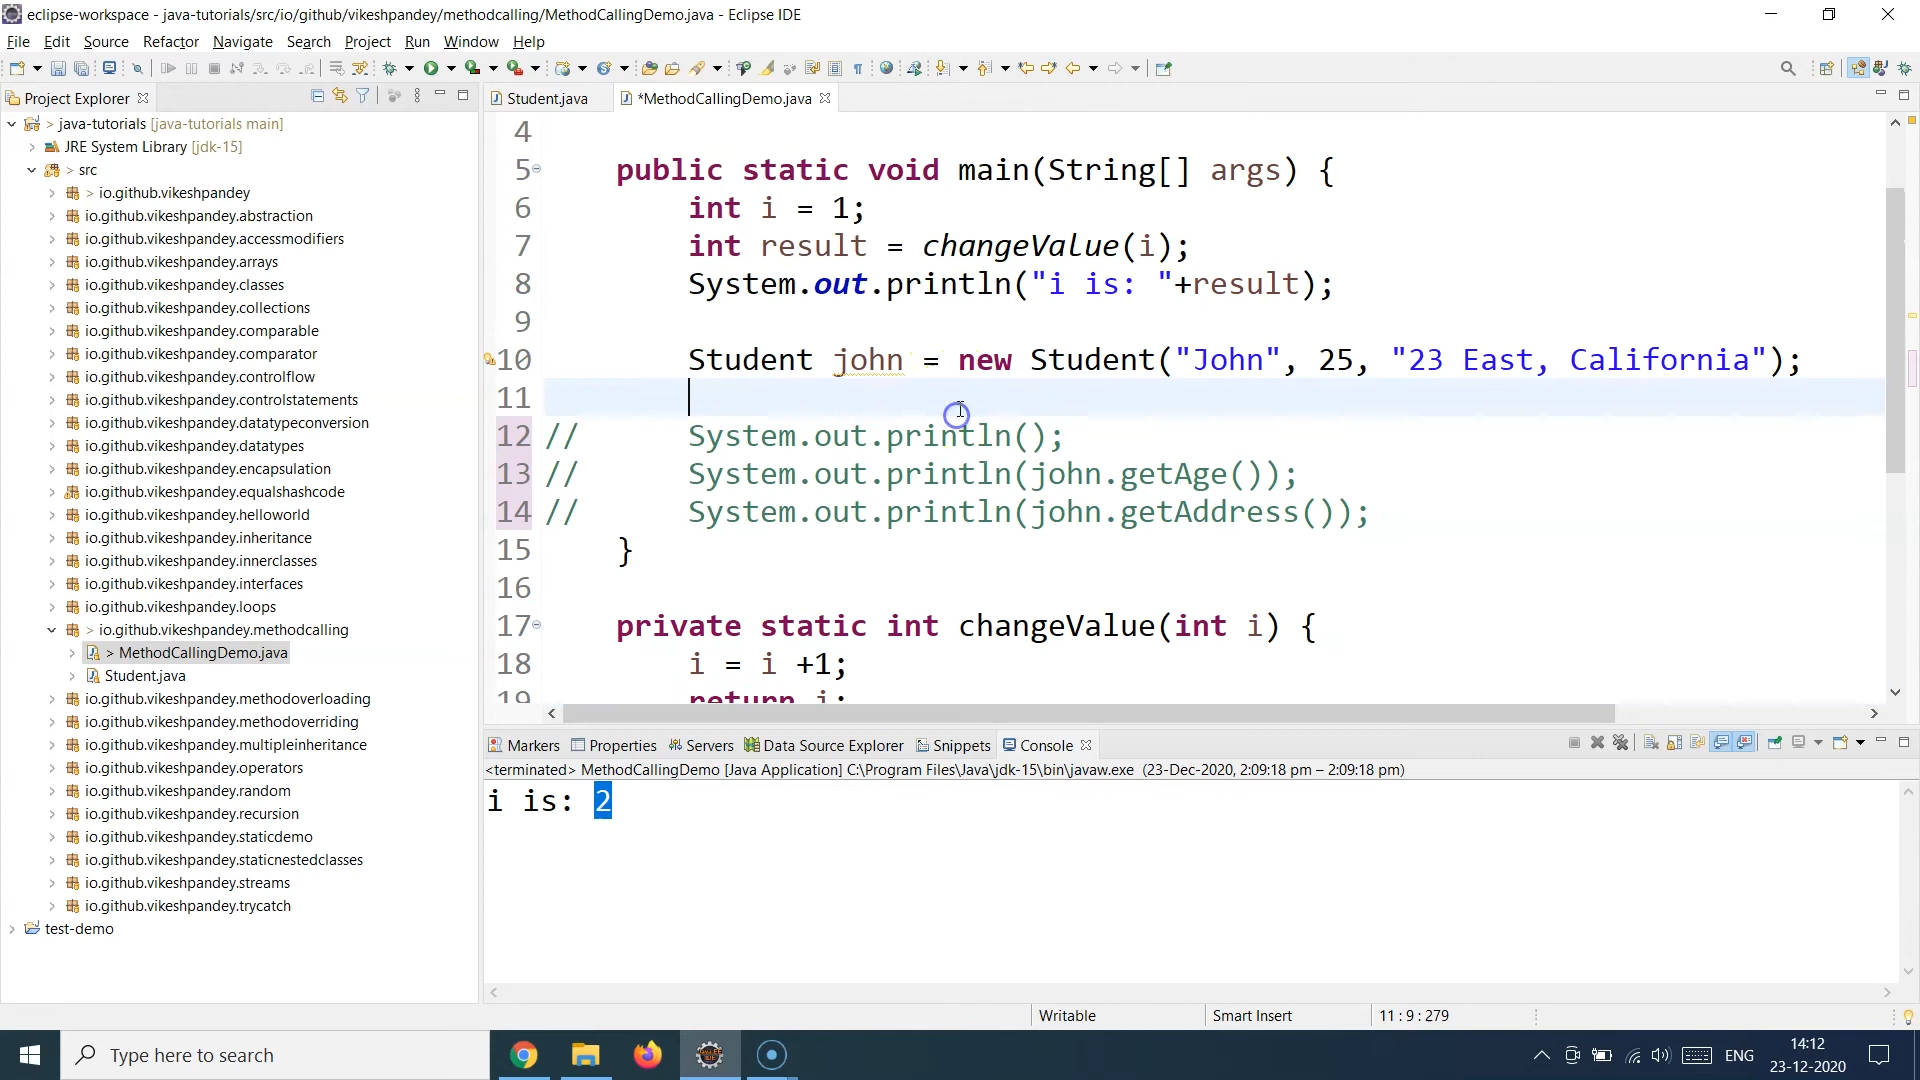 eclipse-workspace - java-tutorials/src/io/github/vikeshpandey/methodcalling/MethodCallingDemo.java - Eclipse IDE
File Edit Source Refactor Navigate Search Project Run Window Help
Project Explorer
Student.java
*MethodCallingDemo.java
> java-tutorials [java-tutorials main]
JRE System Library [jdk-15]
> src
> io.github.vikeshpandey
io.github.vikeshpandey.abstraction
io.github.vikeshpandey.accessmodifiers
io.github.vikeshpandey.arrays
io.github.vikeshpandey.classes
io.github.vikeshpandey.collections
io.github.vikeshpandey.comparable
io.github.vikeshpandey.comparator
io.github.vikeshpandey.controlflow
io.github.vikeshpandey.controlstatements
io.github.vikeshpandey.datatypeconversion
io.github.vikeshpandey.datatypes
io.github.vikeshpandey.encapsulation
io.github.vikeshpandey.equalshashcode
io.github.vikeshpandey.helloworld
io.github.vikeshpandey.inheritance
io.github.vikeshpandey.innerclasses
io.github.vikeshpandey.interfaces
io.github.vikeshpandey.loops
> io.github.vikeshpandey.methodcalling
> MethodCallingDemo.java
Student.java
io.github.vikeshpandey.methodoverloading
io.github.vikeshpandey.methodoverriding
io.github.vikeshpandey.multipleinheritance
io.github.vikeshpandey.operators
io.github.vikeshpandey.random
io.github.vikeshpandey.recursion
io.github.vikeshpandey.staticdemo
io.github.vikeshpandey.staticnestedclasses
io.github.vikeshpandey.streams
io.github.vikeshpandey.trycatch
test-demo
4
5 public static void main(String[] args) {
6 int i = 1;
7 int result = changeValue(i);
8 System.out.println("i is: "+result);
9
10 Student john = new Student("John", 25, "23 East, California");
11
12 // System.out.println();
13 // System.out.println(john.getAge());
14 // System.out.println(john.getAddress());
15 }
16
17 private static int changeValue(int i) {
18 i = i +1;
19 return i;
Markers Properties Servers Data Source Explorer Snippets Console
<terminated> MethodCallingDemo [Java Application] C:\Program Files\Java\jdk-15\bin\javaw.exe (23-Dec-2020, 2:09:18 pm – 2:09:18 pm)
i is: 2
Writable Smart Insert 11 : 9 : 279
Type here to search
ENG
14:12
23-12-2020